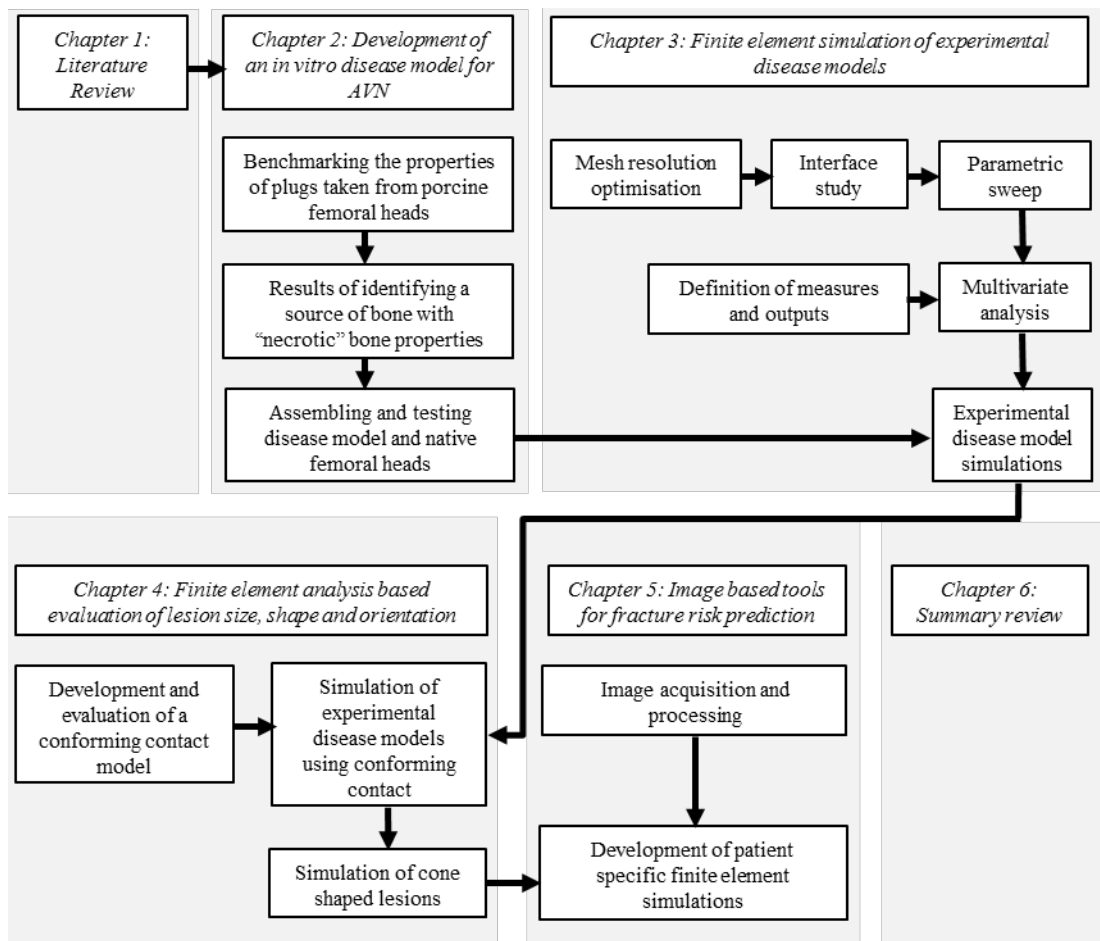 Chapter 1:
Literature
Review
Chapter 2: Development of
an in vitro disease model for
AVN
Benchmarking the properties
of plugs taken from porcine
femoral heads
Results of identifying a
source of bone with
“necrotic” bone properties
Assembling and testing
disease model and native
femoral heads
Chapter 3: Finite element simulation of experimental
disease models
Mesh resolution
optimisation
Interface
study
Parametric
sweep
Definition of measures
and outputs
Multivariate
analysis
Experimental
disease model
simulations
Chapter 4: Finite element analysis based
evaluation of lesion size, shape and orientation
Development and
evaluation of a
conforming contact
model
Simulation of
experimental
disease models
using conforming
contact
Simulation of cone
shaped lesions
Chapter 5: Image based tools
for fracture risk prediction
Image acquisition and
processing
Development of patient
specific finite element
simulations
Chapter 6:
Summary review